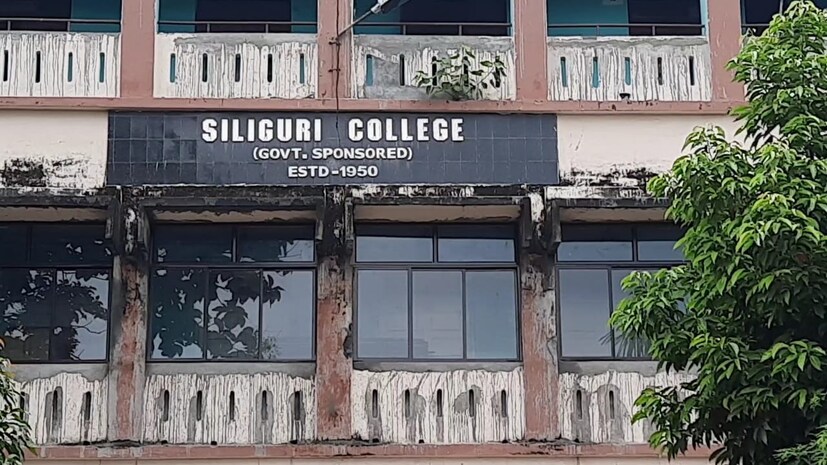 SILIGURI COLLEGE
(GOVT. SPONSORED)
ESTD-1950